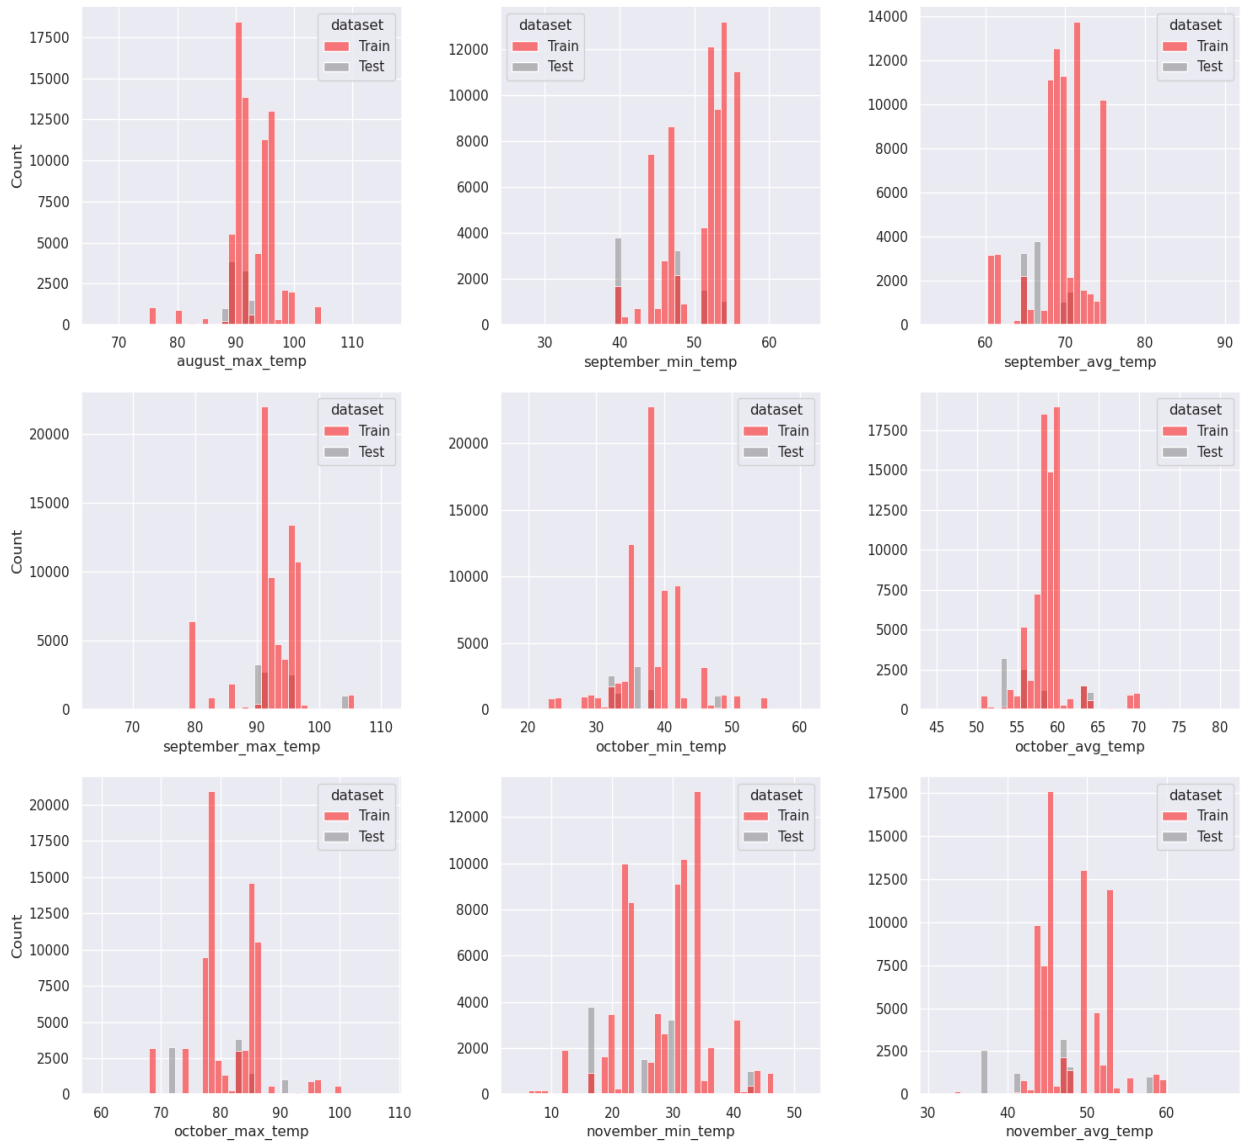 dataset
Train
Test
Count
17500
15000
12500
10000
7500
5000
2500
0
70 80 90 100 110
august_max_temp
dataset
Train
Test
12000
10000
8000
6000
4000
2000
0
30 40 50 60
september_min_temp
dataset
Train
Test
14000
12000
10000
8000
6000
4000
2000
0
60 70 80 90
september_avg_temp
dataset
Train
Test
Count
20000
15000
10000
5000
0
70 80 90 100 110
september_max_temp
dataset
Train
Test
20000
15000
10000
5000
0
20 30 40 50 60
october_min_temp
dataset
Train
Test
17500
15000
12500
10000
7500
5000
2500
0
45 50 55 60 65 70 75 80
october_avg_temp
dataset
Train
Test
Count
20000
17500
15000
12500
10000
7500
5000
2500
0
60 70 80 90 100 110
october_max_temp
dataset
Train
Test
12000
10000
8000
6000
4000
2000
0
10 20 30 40 50
november_min_temp
dataset
Train
Test
17500
15000
12500
10000
7500
5000
2500
0
30 40 50 60
november_avg_temp